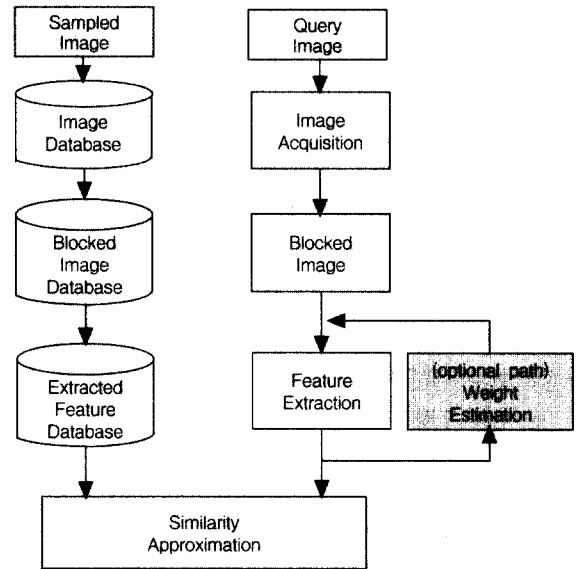 Sampled
Image
Query
Image
Image
Database
Image
Acquisition
Blocked
Image
Database
Blocked
Image
Extracted
Feature
Database
Feature
Extraction
(optional path)
Weight
Estimation
Similarity
Approximation